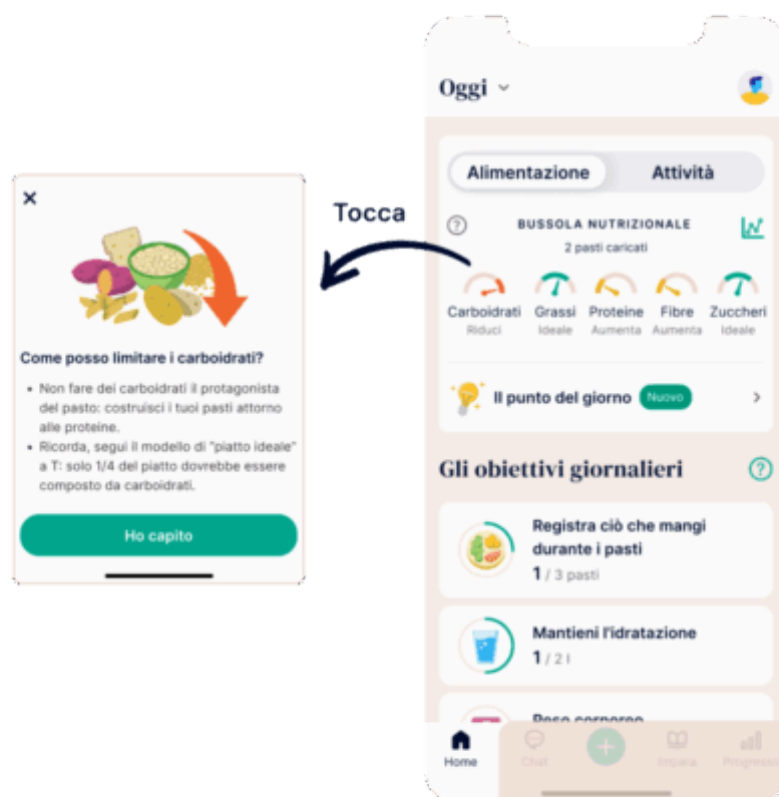 Oggi
Alimentazione
Attività
Tocca
BUSSOLA NUTRIZIONALE
2 pasti caricati
Carboidrati
Grassi
Proteine
Fibre
Zuccheri
Riduci
Ideale
Aumenta
Aumenta
Ideale
Come posso limitare i carboidrati?
• Non fare dei carboidrati il protagonista
del pasto: costruisci i tuoi pasti attorno
alle proteine.
• Ricorda, segui il modello di "piatto ideale"
a T: solo 1/4 del piatto dovrebbe essere
composto da carboidrati.
Ho capito
Il punto del giorno
Nuovo
Gli obiettivi giornalieri
Registra ciò che mangi
durante i pasti
1 / 3 pasti
Mantieni l'idratazione
1 / 2 l
Peso corporeo
Home
Chat
Impara
Progresso